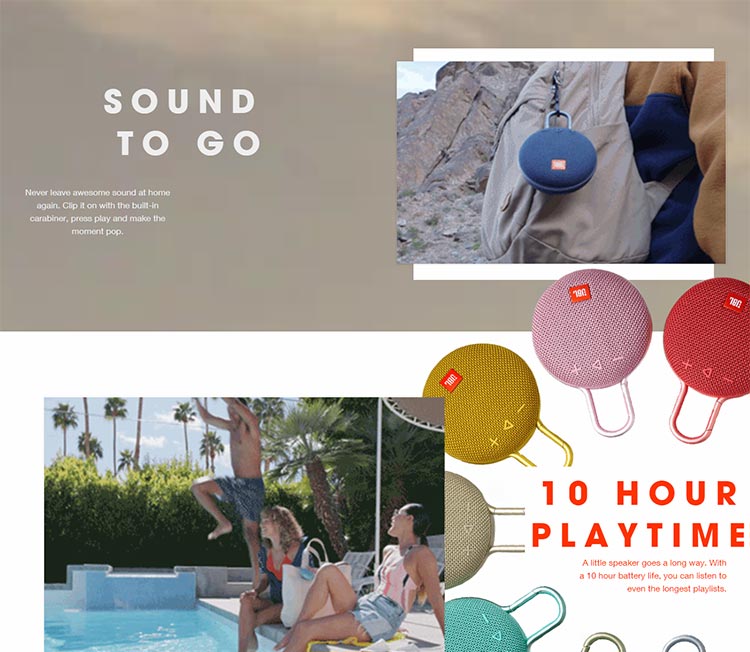 SOUND
TO GO
Never leave awesome sound at home
again. Clip it on with the built-in
carabiner, press play and make the
moment pop.
JBL
JBL
JBL
JBL
10 HOUR
PLAYTIME
A little speaker goes a long way. With
a 10 hour battery life, you can listen to
even the longest playlists.